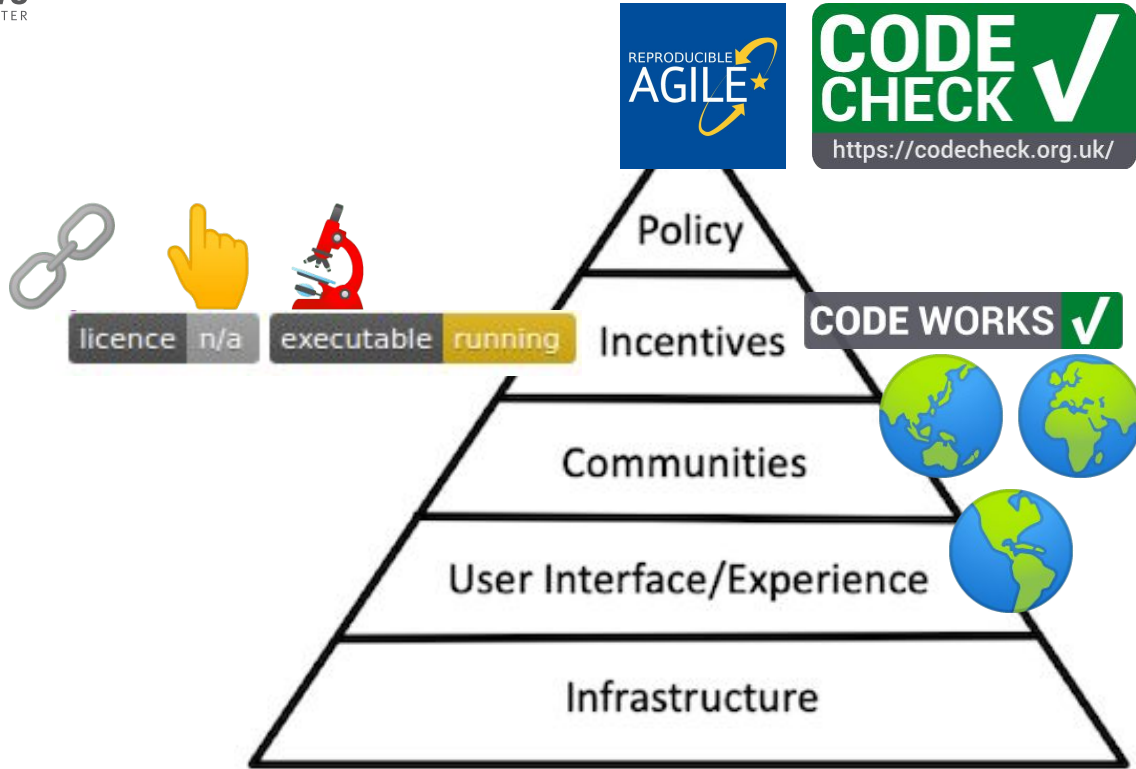 TER
REPRODUCIBLE
AGILE
CODE
CHECK
https://codecheck.org.uk/
Policy
licence n/a
executable running
Incentives
CODE WORKS
Communities
User Interface/Experience
Infrastructure